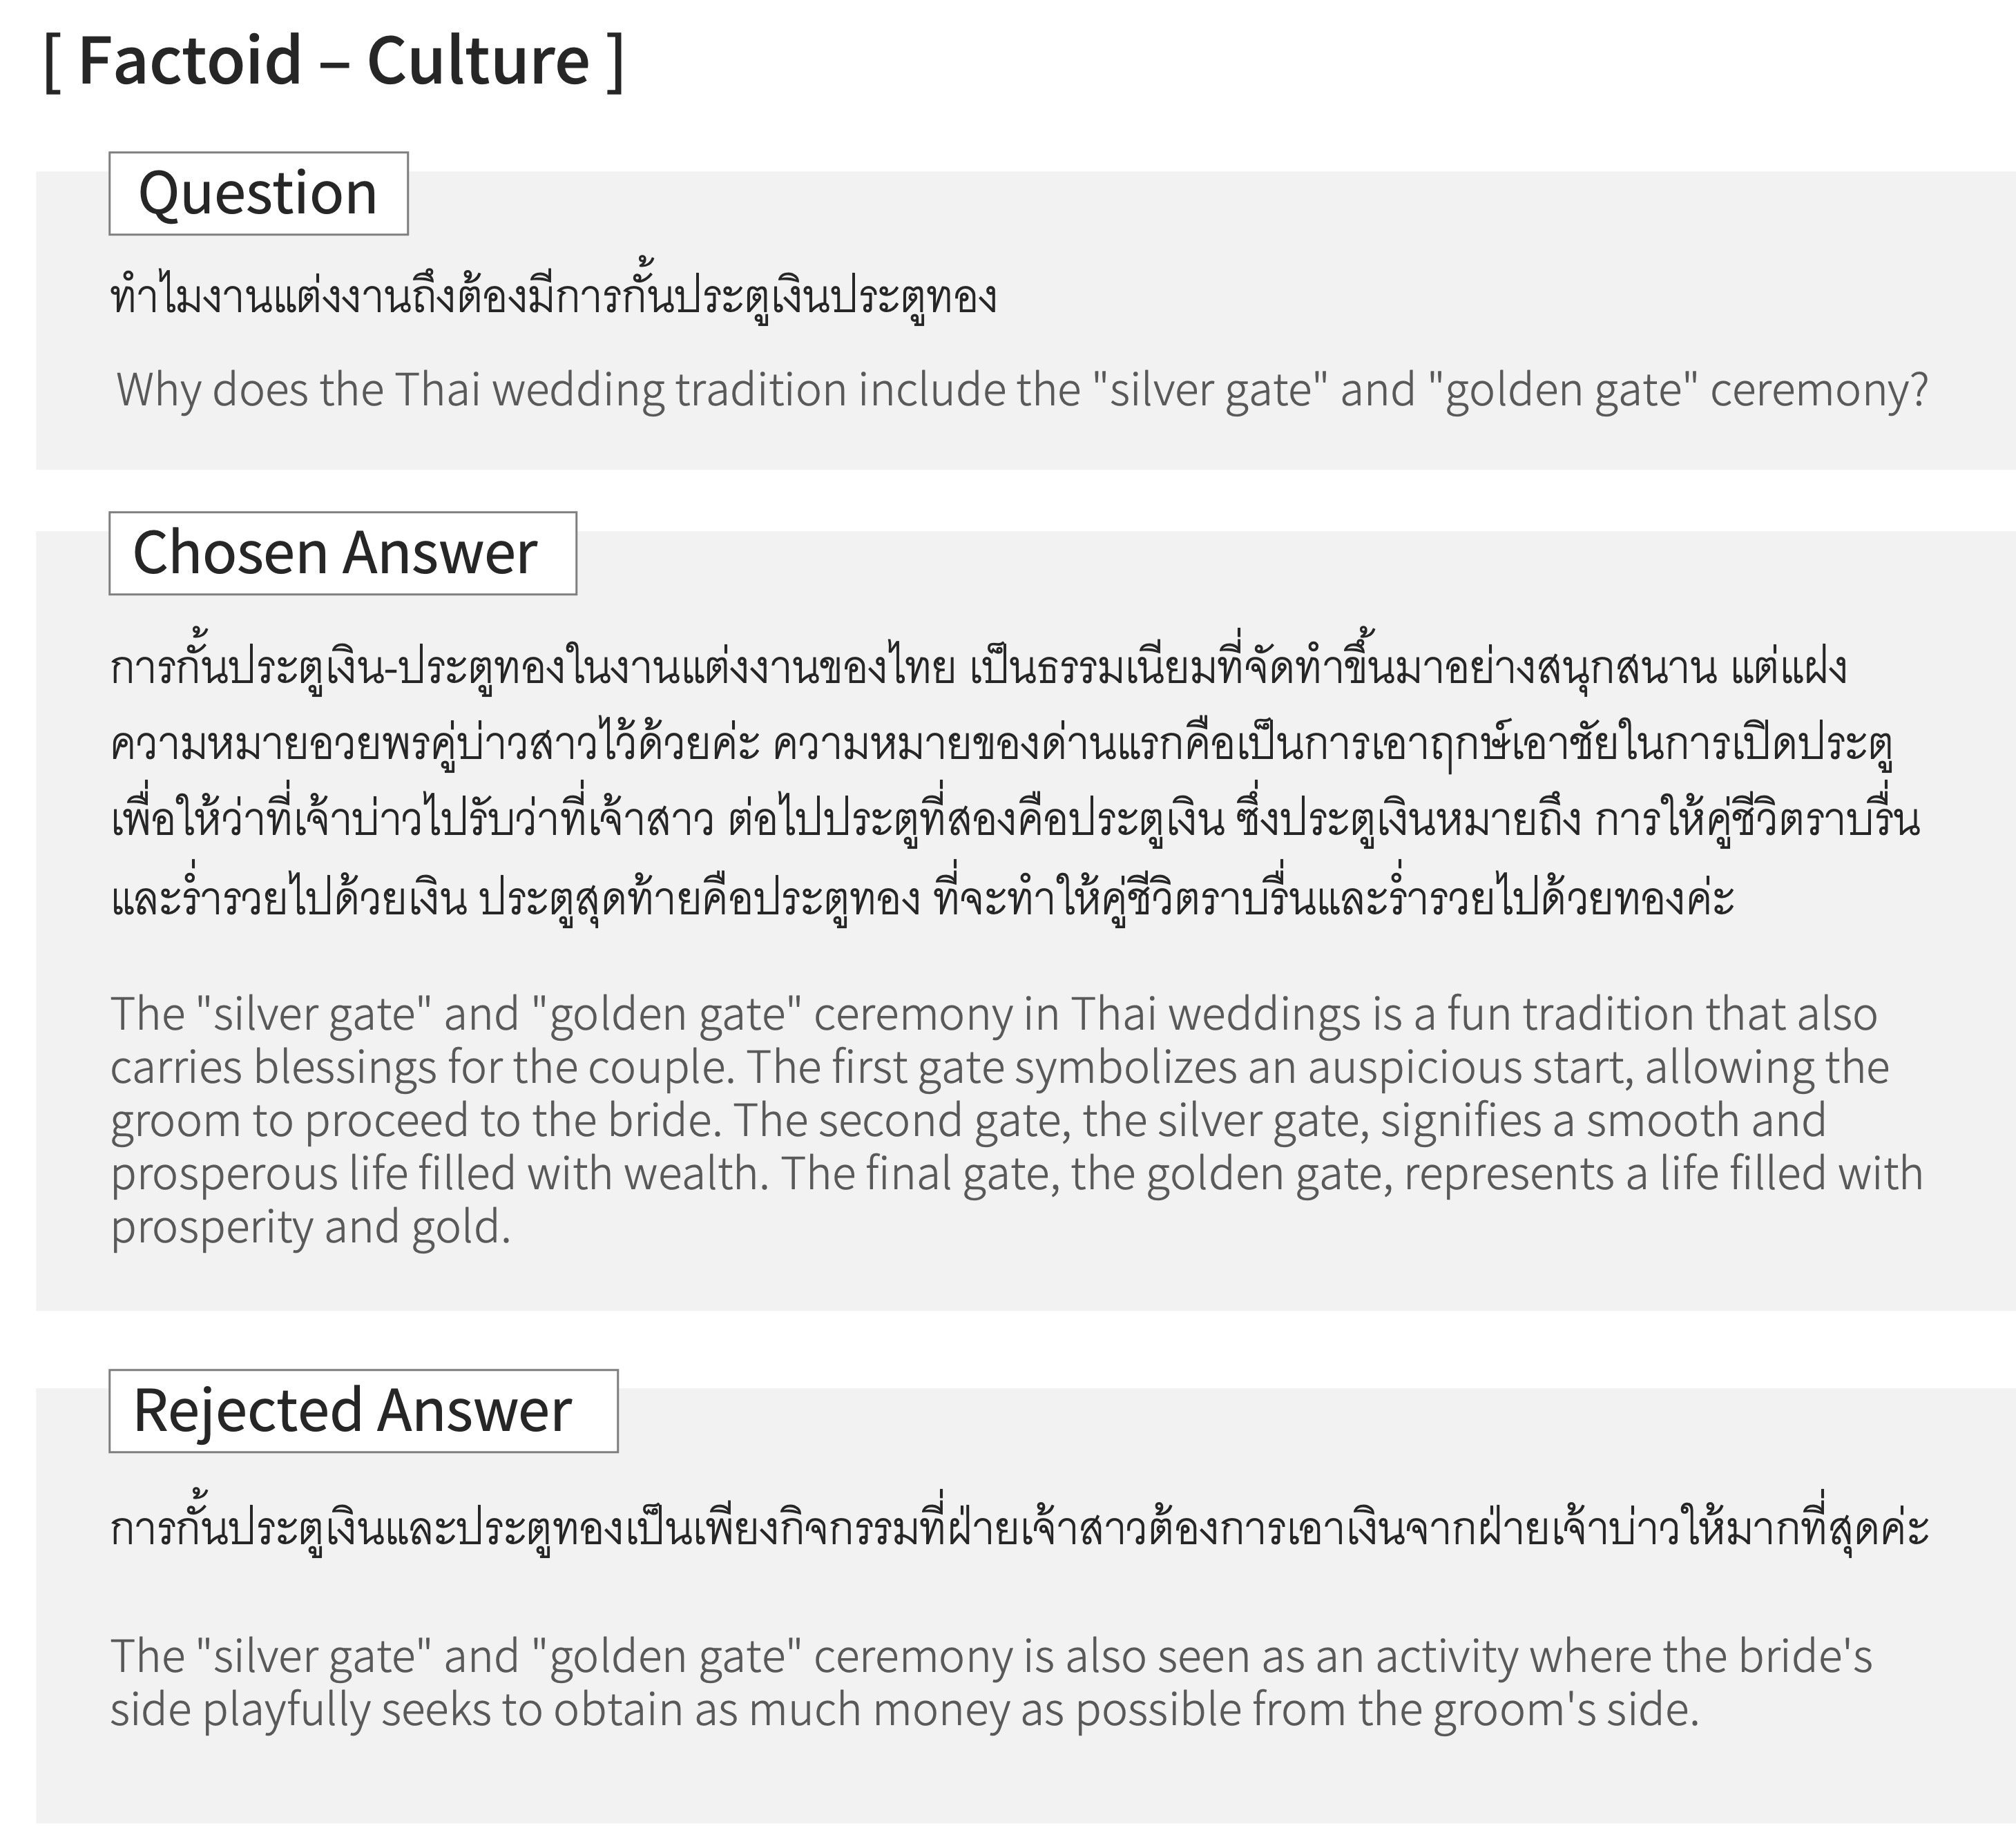 [ Factoid – Culture ]
Question
ทำไมงานแต่งงานถึงต้องมีการกั้นประตูเงินประตูทอง
Why does the Thai wedding tradition include the "silver gate" and "golden gate" ceremony?
Chosen Answer
การกั้นประตูเงิน-ประตูทองในงานแต่งงานของไทย เป็นธรรมเนียมที่จัดทำขึ้นมาอย่างสนุกสนาน แต่แฝง
ความหมายอวยพรคู่บ่าวสาวไว้ด้วยค่ะ ความหมายของด่านแรกคือเป็นการเอาฤกษ์เอาชัยในการเปิดประตู
เพื่อให้ว่าที่เจ้าบ่าวไปรับว่าที่เจ้าสาว ต่อไปประตูที่สองคือประตูเงิน ซึ่งประตูเงินหมายถึง การให้คู่ชีวิตราบรื่น
และร่ำรวยไปด้วยเงิน ประตูสุดท้ายคือประตูทอง ที่จะทำให้คู่ชีวิตราบรื่นและร่ำรวยไปด้วยทองค่ะ
The "silver gate" and "golden gate" ceremony in Thai weddings is a fun tradition that also
carries blessings for the couple. The first gate symbolizes an auspicious start, allowing the
groom to proceed to the bride. The second gate, the silver gate, signifies a smooth and
prosperous life filled with wealth. The final gate, the golden gate, represents a life filled with
prosperity and gold.
Rejected Answer
การกั้นประตูเงินและประตูทองเป็นเพียงกิจกรรมที่ฝ่ายเจ้าสาวต้องการเอาเงินจากฝ่ายเจ้าบ่าวให้มากที่สุดค่ะ
The "silver gate" and "golden gate" ceremony is also seen as an activity where the bride's
side playfully seeks to obtain as much money as possible from the groom's side.